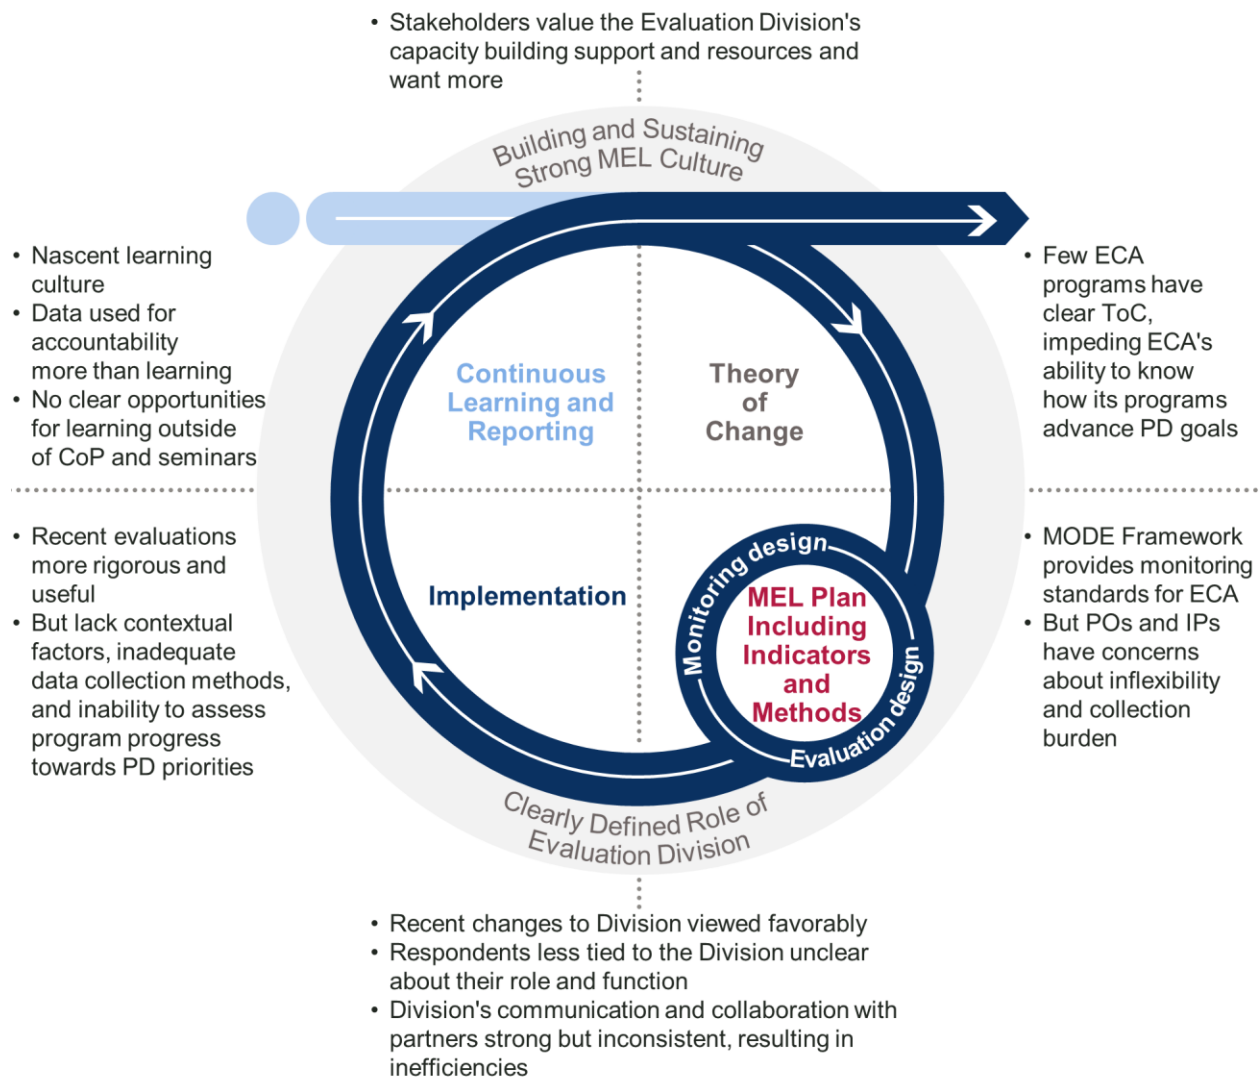 • Stakeholders value the Evaluation Division's
capacity building support and resources and
want more
Building and Sustaining
Strong MEL Culture
• Nascent learning
culture
• Data used for
accountability
more than learning
• No clear opportunities
for learning outside
of CoP and seminars
Continuous
Learning and
Reporting
Theory
of
Change
• Few ECA
programs have
clear ToC,
impeding ECA's
ability to know
how its programs
advance PD goals
• Recent evaluations
more rigorous and
useful
• But lack contextual
factors, inadequate
data collection methods,
and inability to assess
program progress
towards PD priorities
Implementation
Monitoring design
MEL Plan
Including
Indicators
and
Methods
Evaluation design
• MODE Framework
provides monitoring
standards for ECA
• But POs and IPs
have concerns
about inflexibility
and collection
burden
Clearly Defined Role of
Evaluation Division
• Recent changes to Division viewed favorably
• Respondents less tied to the Division unclear
about their role and function
• Division's communication and collaboration with
partners strong but inconsistent, resulting in
inefficiencies